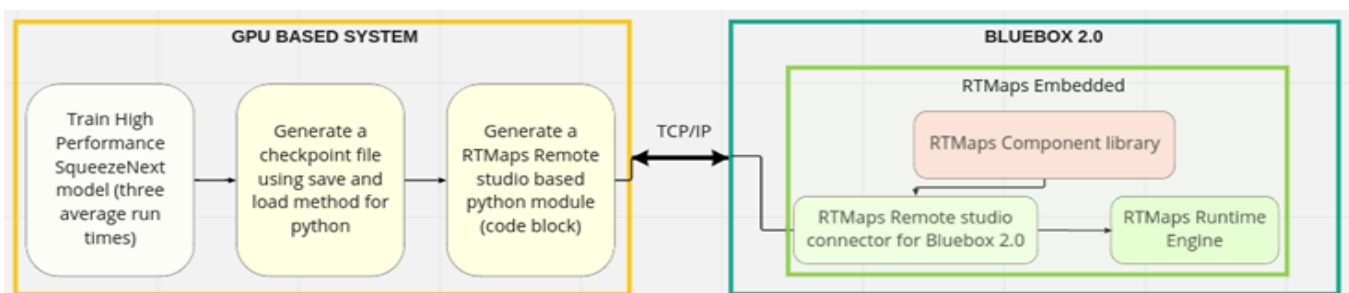 GPU BASED SYSTEM
Train High
Performance
SqueezeNext
model (three
average run
times)
Generate a
checkpoint file
using save and
load method for
python
Generate a
RTMaps Remote
studio based
python module
(code block)
TCP/IP
BLUEBOX 2.0
RTMaps Embedded
RTMaps Component library
RTMaps Remote studio
connector for Bluebox 2.0
RTMaps Runtime
Engine